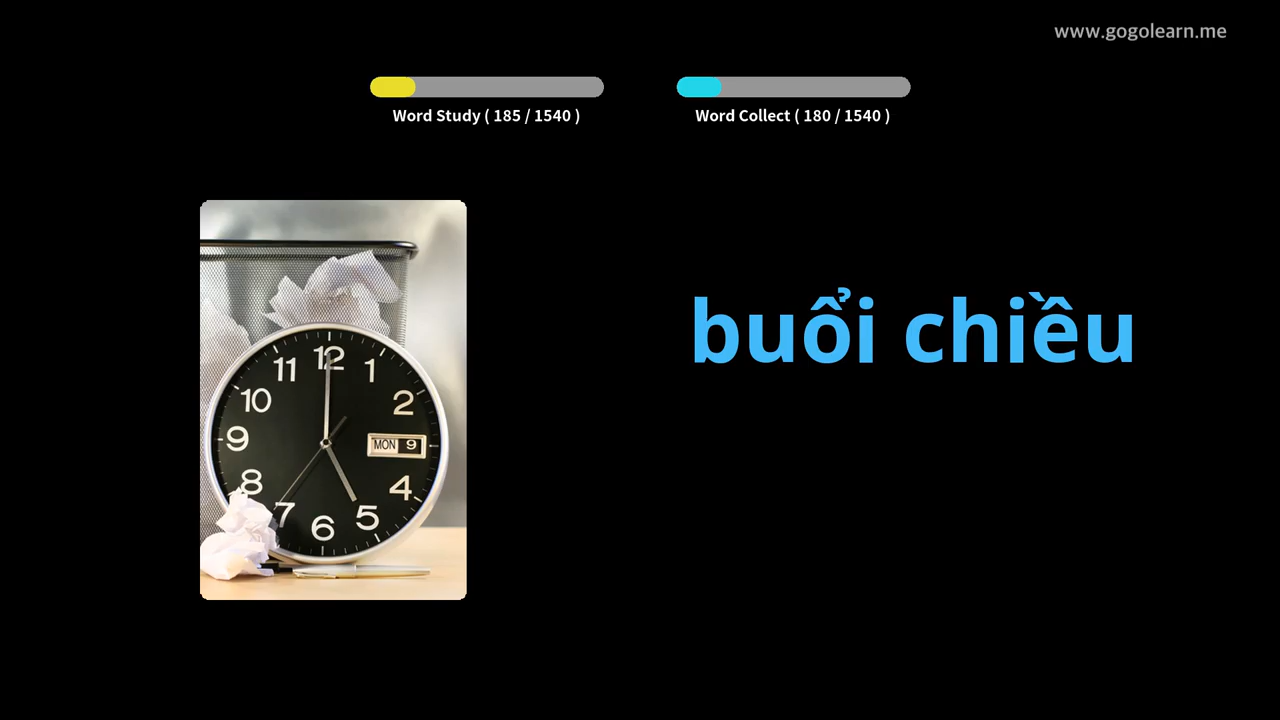 www.gogolearn.me
Word Study ( 185 / 1540 )
Word Collect ( 180 / 1540 )
buổi chiều
12
11 1
10 2
9 MON 9
8 4
7 5
6